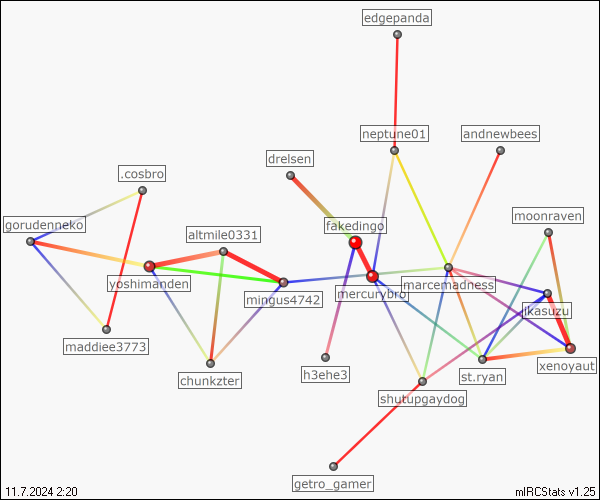 edgepanda
neptune01
andnewbees
drelsen
.cosbro
moonraven
gorudenneko
altmile0331
fakedingo
yoshimanden
mingus4742
mercurybro
marcemadness
ikasuzu
maddiee3773
chunkzter
h3ehe3
shutupgaydog
st.ryan
xenoyaut
getro_gamer
11.7.2024 2:20
mIRCStats v1.25